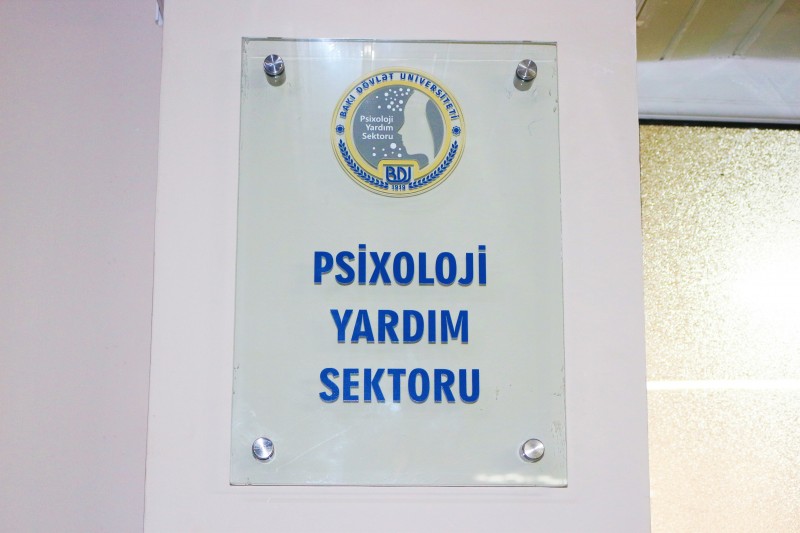 BAKI DÖVLƏT UNİVERSİTETİ
Psixoloji
Yardım
Sektoru
BDU
1919
PSİXOLOJİ
YARDIM
SEKTORU